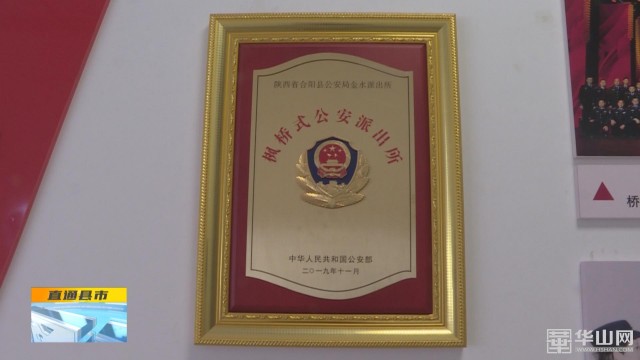 陕西省合阳县公安局金水派出所
枫桥式公安派出所
中华人民共和国公安部
二〇一九年十一月
桥
直通县市
华山网